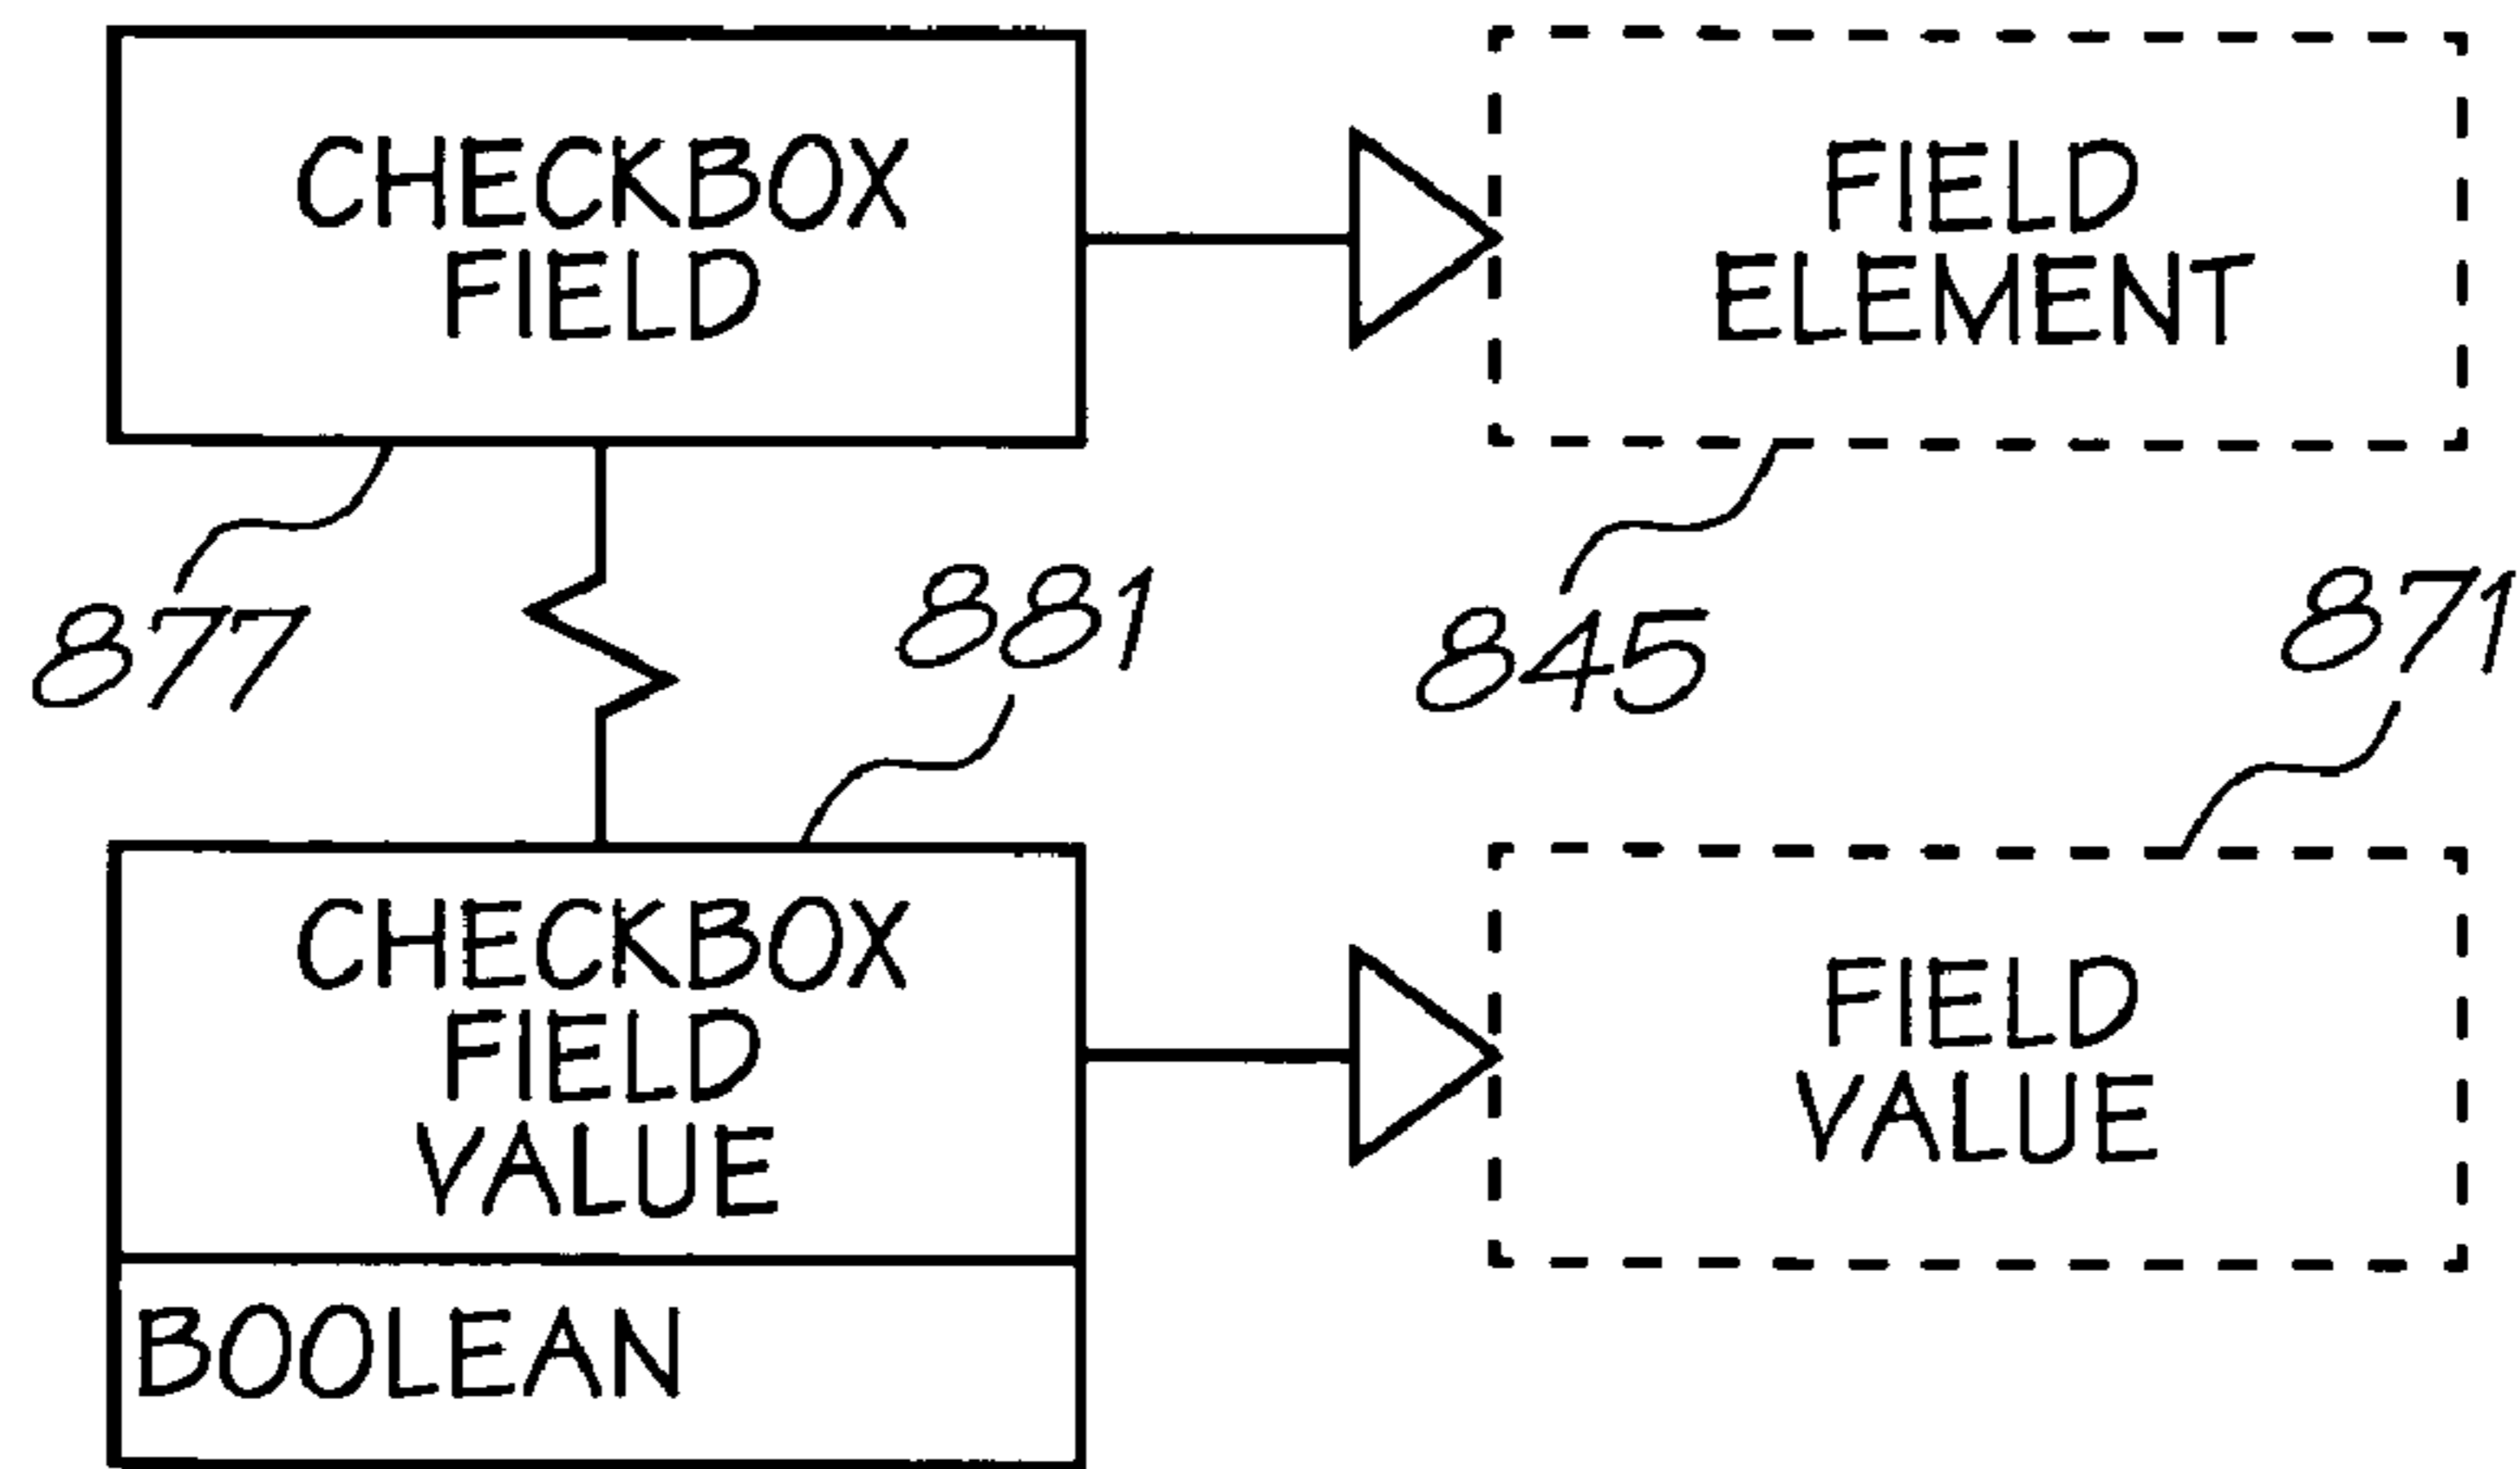 CHECKBOX
FIELD
FIELD
ELEMENT
877
881
845
871
CHECKBOX
FIELD
VALUE
BOOLEAN
FIELD
VALUE